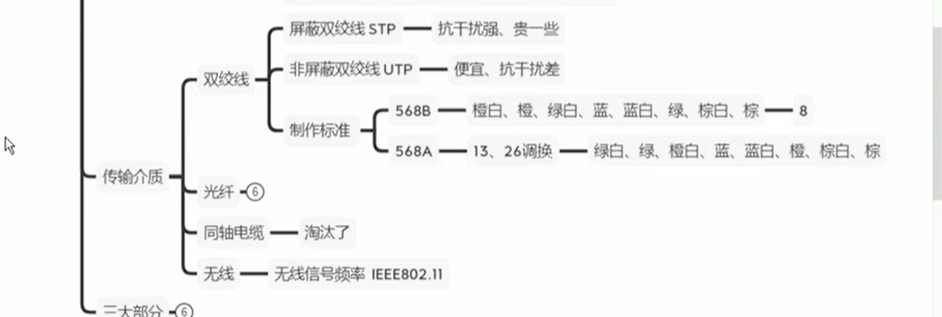 屏蔽双绞线 STP 抗干扰强、贵一些
双绞线 非屏蔽双绞线 UTP 便宜、抗干扰差
制作标准 568B 橙白、橙、绿白、蓝、蓝白、绿、棕白、棕 8
568A 13、26调换 绿白、绿、橙白、蓝、蓝白、橙、棕白、棕
传输介质
光纤 6
同轴电缆 淘汰了
无线 无线信号频率 IEEE802.11
三大部分 6